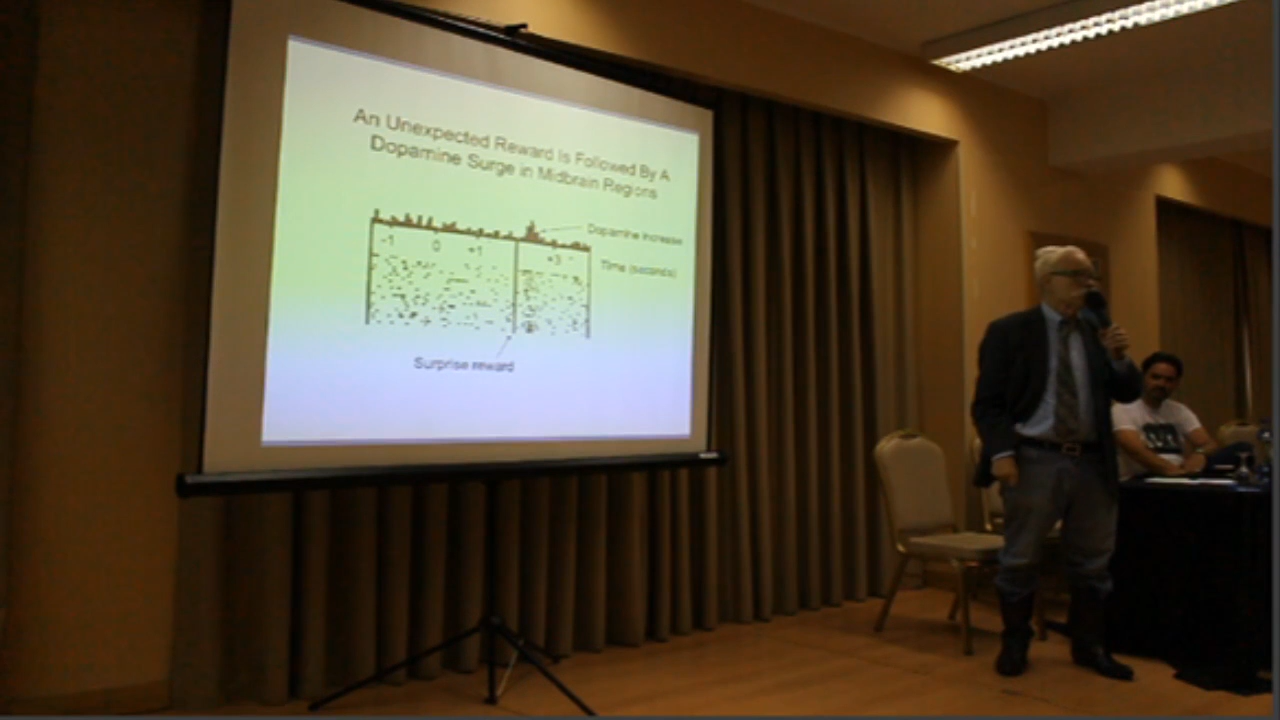 An Unexpected Reward Is Followed By A
Dopamine Surge in Midbrain Regions
Dopamine increase
-1 0 +1 +3
Time (seconds)
Surprise reward